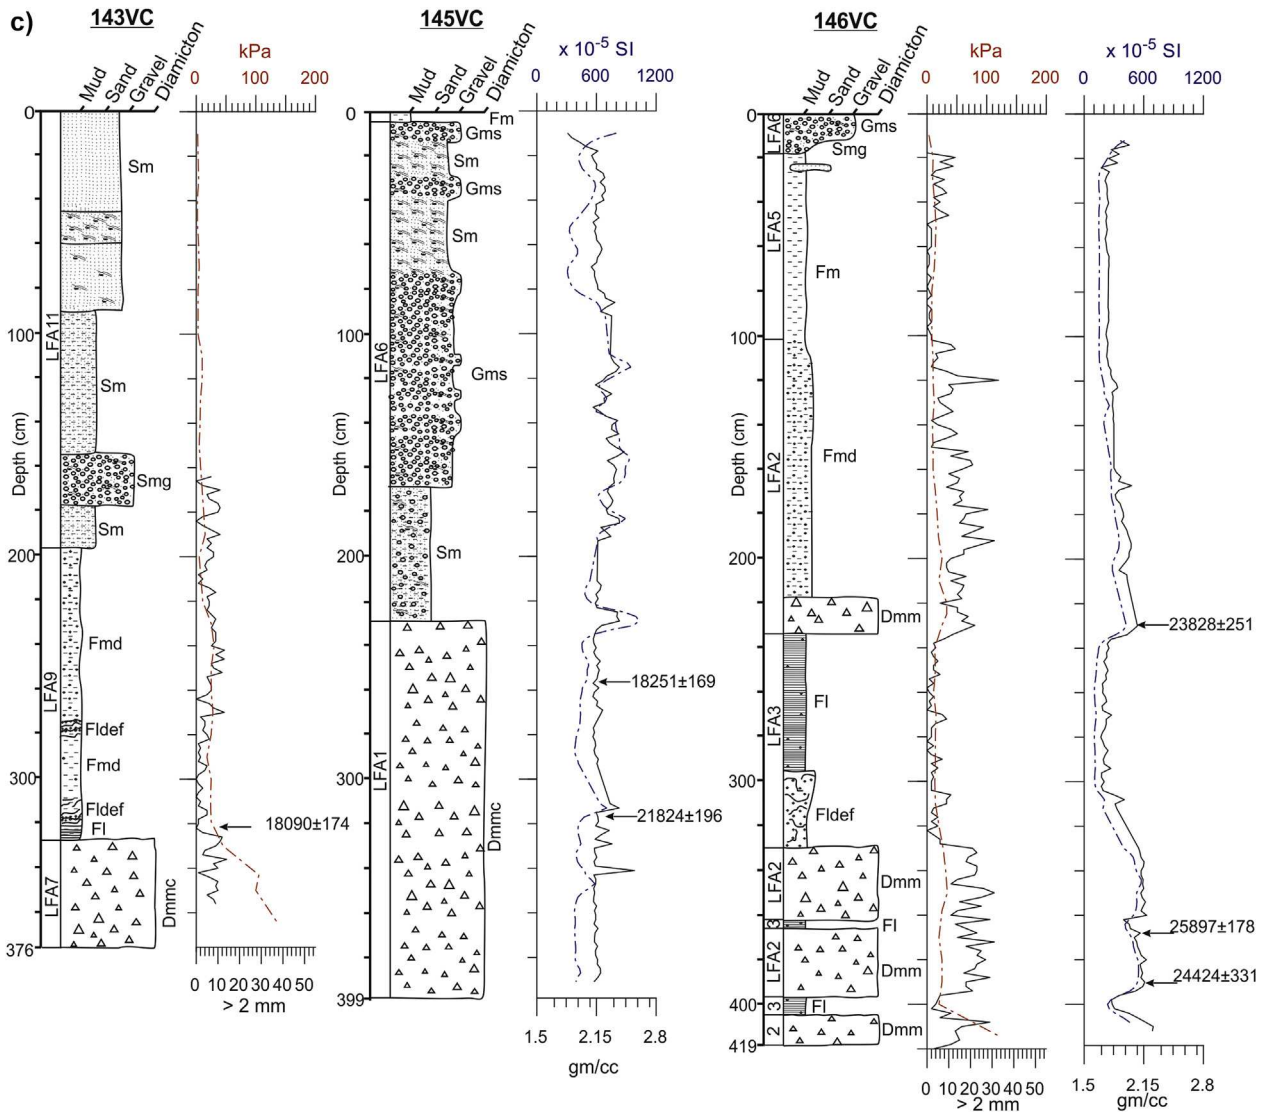 c)
143VC
145VC
146VC
kPa
x 10-5 SI
kPa
x 10-5 SI
0 100 200
0 600 1200
0 100 200
0 600 1200
Mud
Sand
Gravel
Diamicton
Mud
Sand
Gravel
Diamicton
Mud
Sand
Gravel
Diamicton
Depth (cm)
0
100
200
300
376
LFA11
LFA9
LFA7
Sm
Sm
Smg
Sm
Fmd
Fldef
Fmd
Fldef
Fl
Dmmc
18090±174
0 10 20 30 40 50
> 2 mm
Depth (cm)
0
100
200
300
399
LFA6
LFA1
Fm
Gms
Sm
Gms
Sm
Gms
Sm
Dmmc
18251±169
21824±196
1.5 2.15 2.8
gm/cc
Depth (cm)
0
100
200
300
400
419
LFA6
LFA5
LFA2
LFA3
LFA2
3
LFA2
3
2
Gms
Smg
Fm
Fmd
Dmm
Fl
Fldef
Dmm
Fl
Dmm
Fl
Dmm
23828±251
25897±178
24424±331
0 10 20 30 40 50
> 2 mm
1.5 2.15 2.8
gm/cc